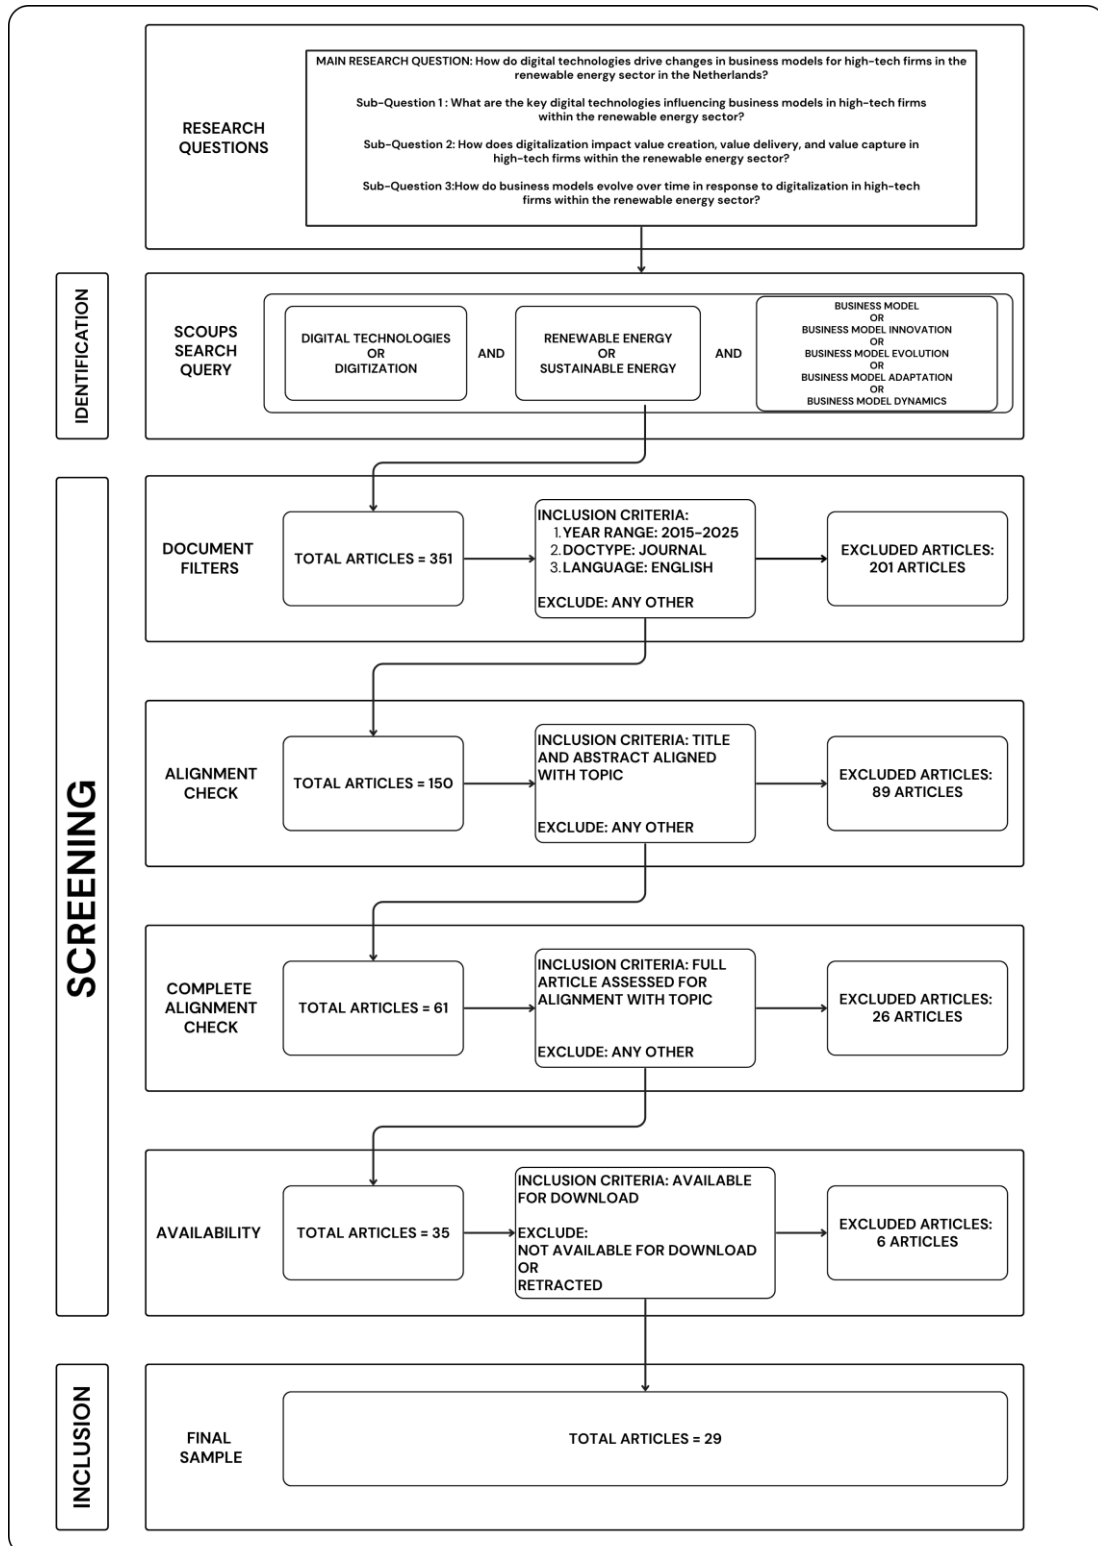 RESEARCH
QUESTIONS
MAIN RESEARCH QUESTION: How do digital technologies drive changes in business models for high-tech firms in the
renewable energy sector in the Netherlands?
Sub-Question 1 : What are the key digital technologies influencing business models in high-tech firms
within the renewable energy sector?
Sub-Question 2: How does digitalization impact value creation, value delivery, and value capture in
high-tech firms within the renewable energy sector?
Sub-Question 3:How do business models evolve over time in response to digitalization in high-tech
firms within the renewable energy sector?
IDENTIFICATION
SCOUPS
SEARCH
QUERY
DIGITAL TECHNOLOGIES
OR
DIGITIZATION
AND
RENEWABLE ENERGY
OR
SUSTAINABLE ENERGY
AND
BUSINESS MODEL
OR
BUSINESS MODEL INNOVATION
OR
BUSINESS MODEL EVOLUTION
OR
BUSINESS MODEL ADAPTATION
OR
BUSINESS MODEL DYNAMICS
SCREENING
DOCUMENT
FILTERS
TOTAL ARTICLES = 351
INCLUSION CRITERIA:
1. YEAR RANGE: 2015-2025
2. DOCTYPE: JOURNAL
3. LANGUAGE: ENGLISH
EXCLUDE: ANY OTHER
EXCLUDED ARTICLES:
201 ARTICLES
ALIGNMENT
CHECK
TOTAL ARTICLES = 150
INCLUSION CRITERIA: TITLE
AND ABSTRACT ALIGNED
WITH TOPIC
EXCLUDE: ANY OTHER
EXCLUDED ARTICLES:
89 ARTICLES
COMPLETE
ALIGNMENT
CHECK
TOTAL ARTICLES = 61
INCLUSION CRITERIA: FULL
ARTICLE ASSESSED FOR
ALIGNMENT WITH TOPIC
EXCLUDE: ANY OTHER
EXCLUDED ARTICLES:
26 ARTICLES
AVAILABILITY
TOTAL ARTICLES = 35
INCLUSION CRITERIA: AVAILABLE
FOR DOWNLOAD
EXCLUDE:
NOT AVAILABLE FOR DOWNLOAD
OR
RETRACTED
EXCLUDED ARTICLES:
6 ARTICLES
INCLUSION
FINAL
SAMPLE
TOTAL ARTICLES = 29